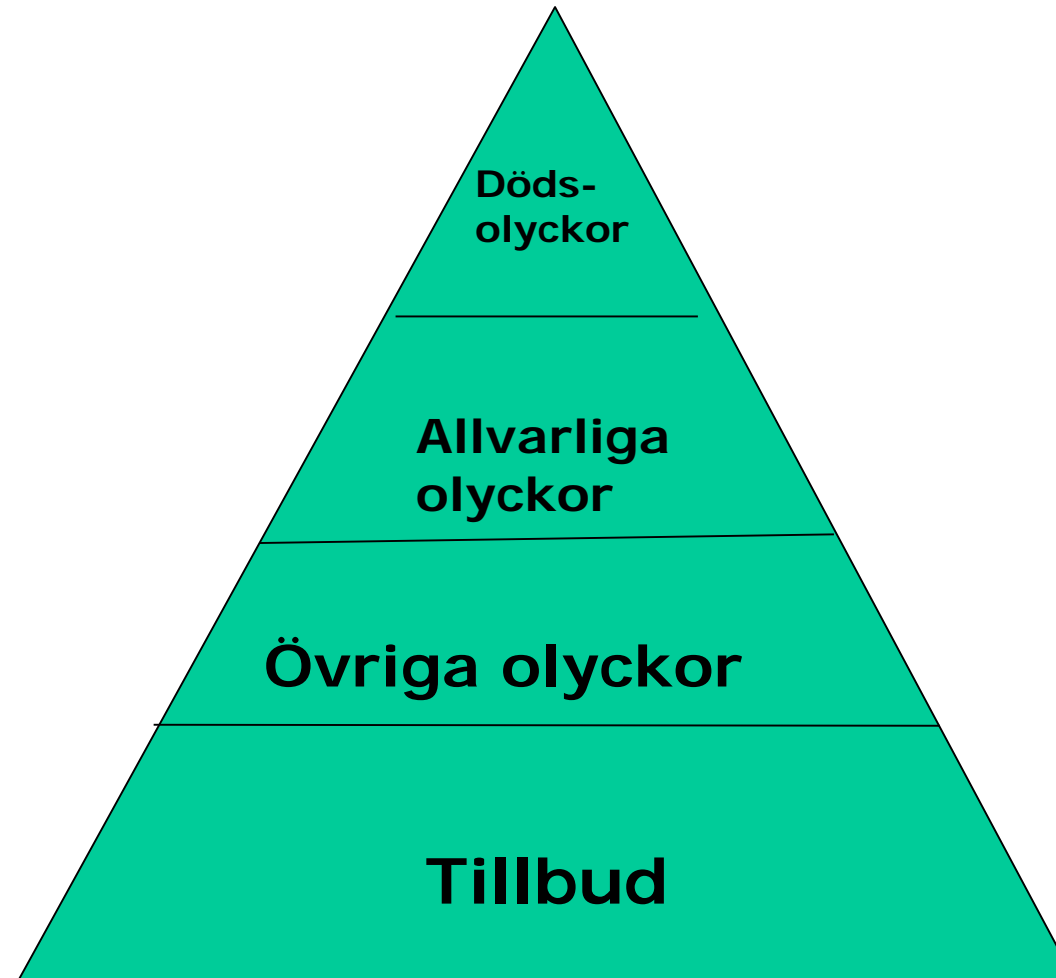 Döds-
olyckor
Allvarliga
olyckor
Övriga olyckor
Tillbud